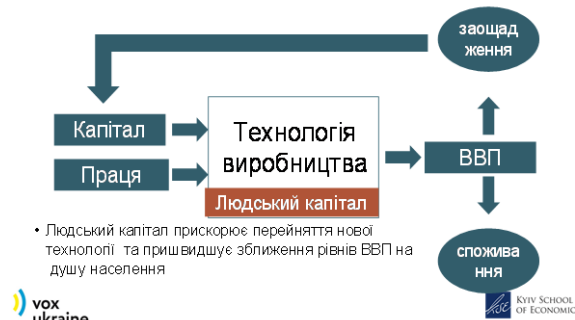 заощад
ження
Капітал
Праця
Технологія
виробництва
Людський капітал
ВВП
спожива
ння
• Людський капітал прискорює перейняття нової
технології та пришвидшує зближення рівнів ВВП на
душу населення
vox
ukraine
KSE
KYIV SCHOOL
OF ECONOMIC